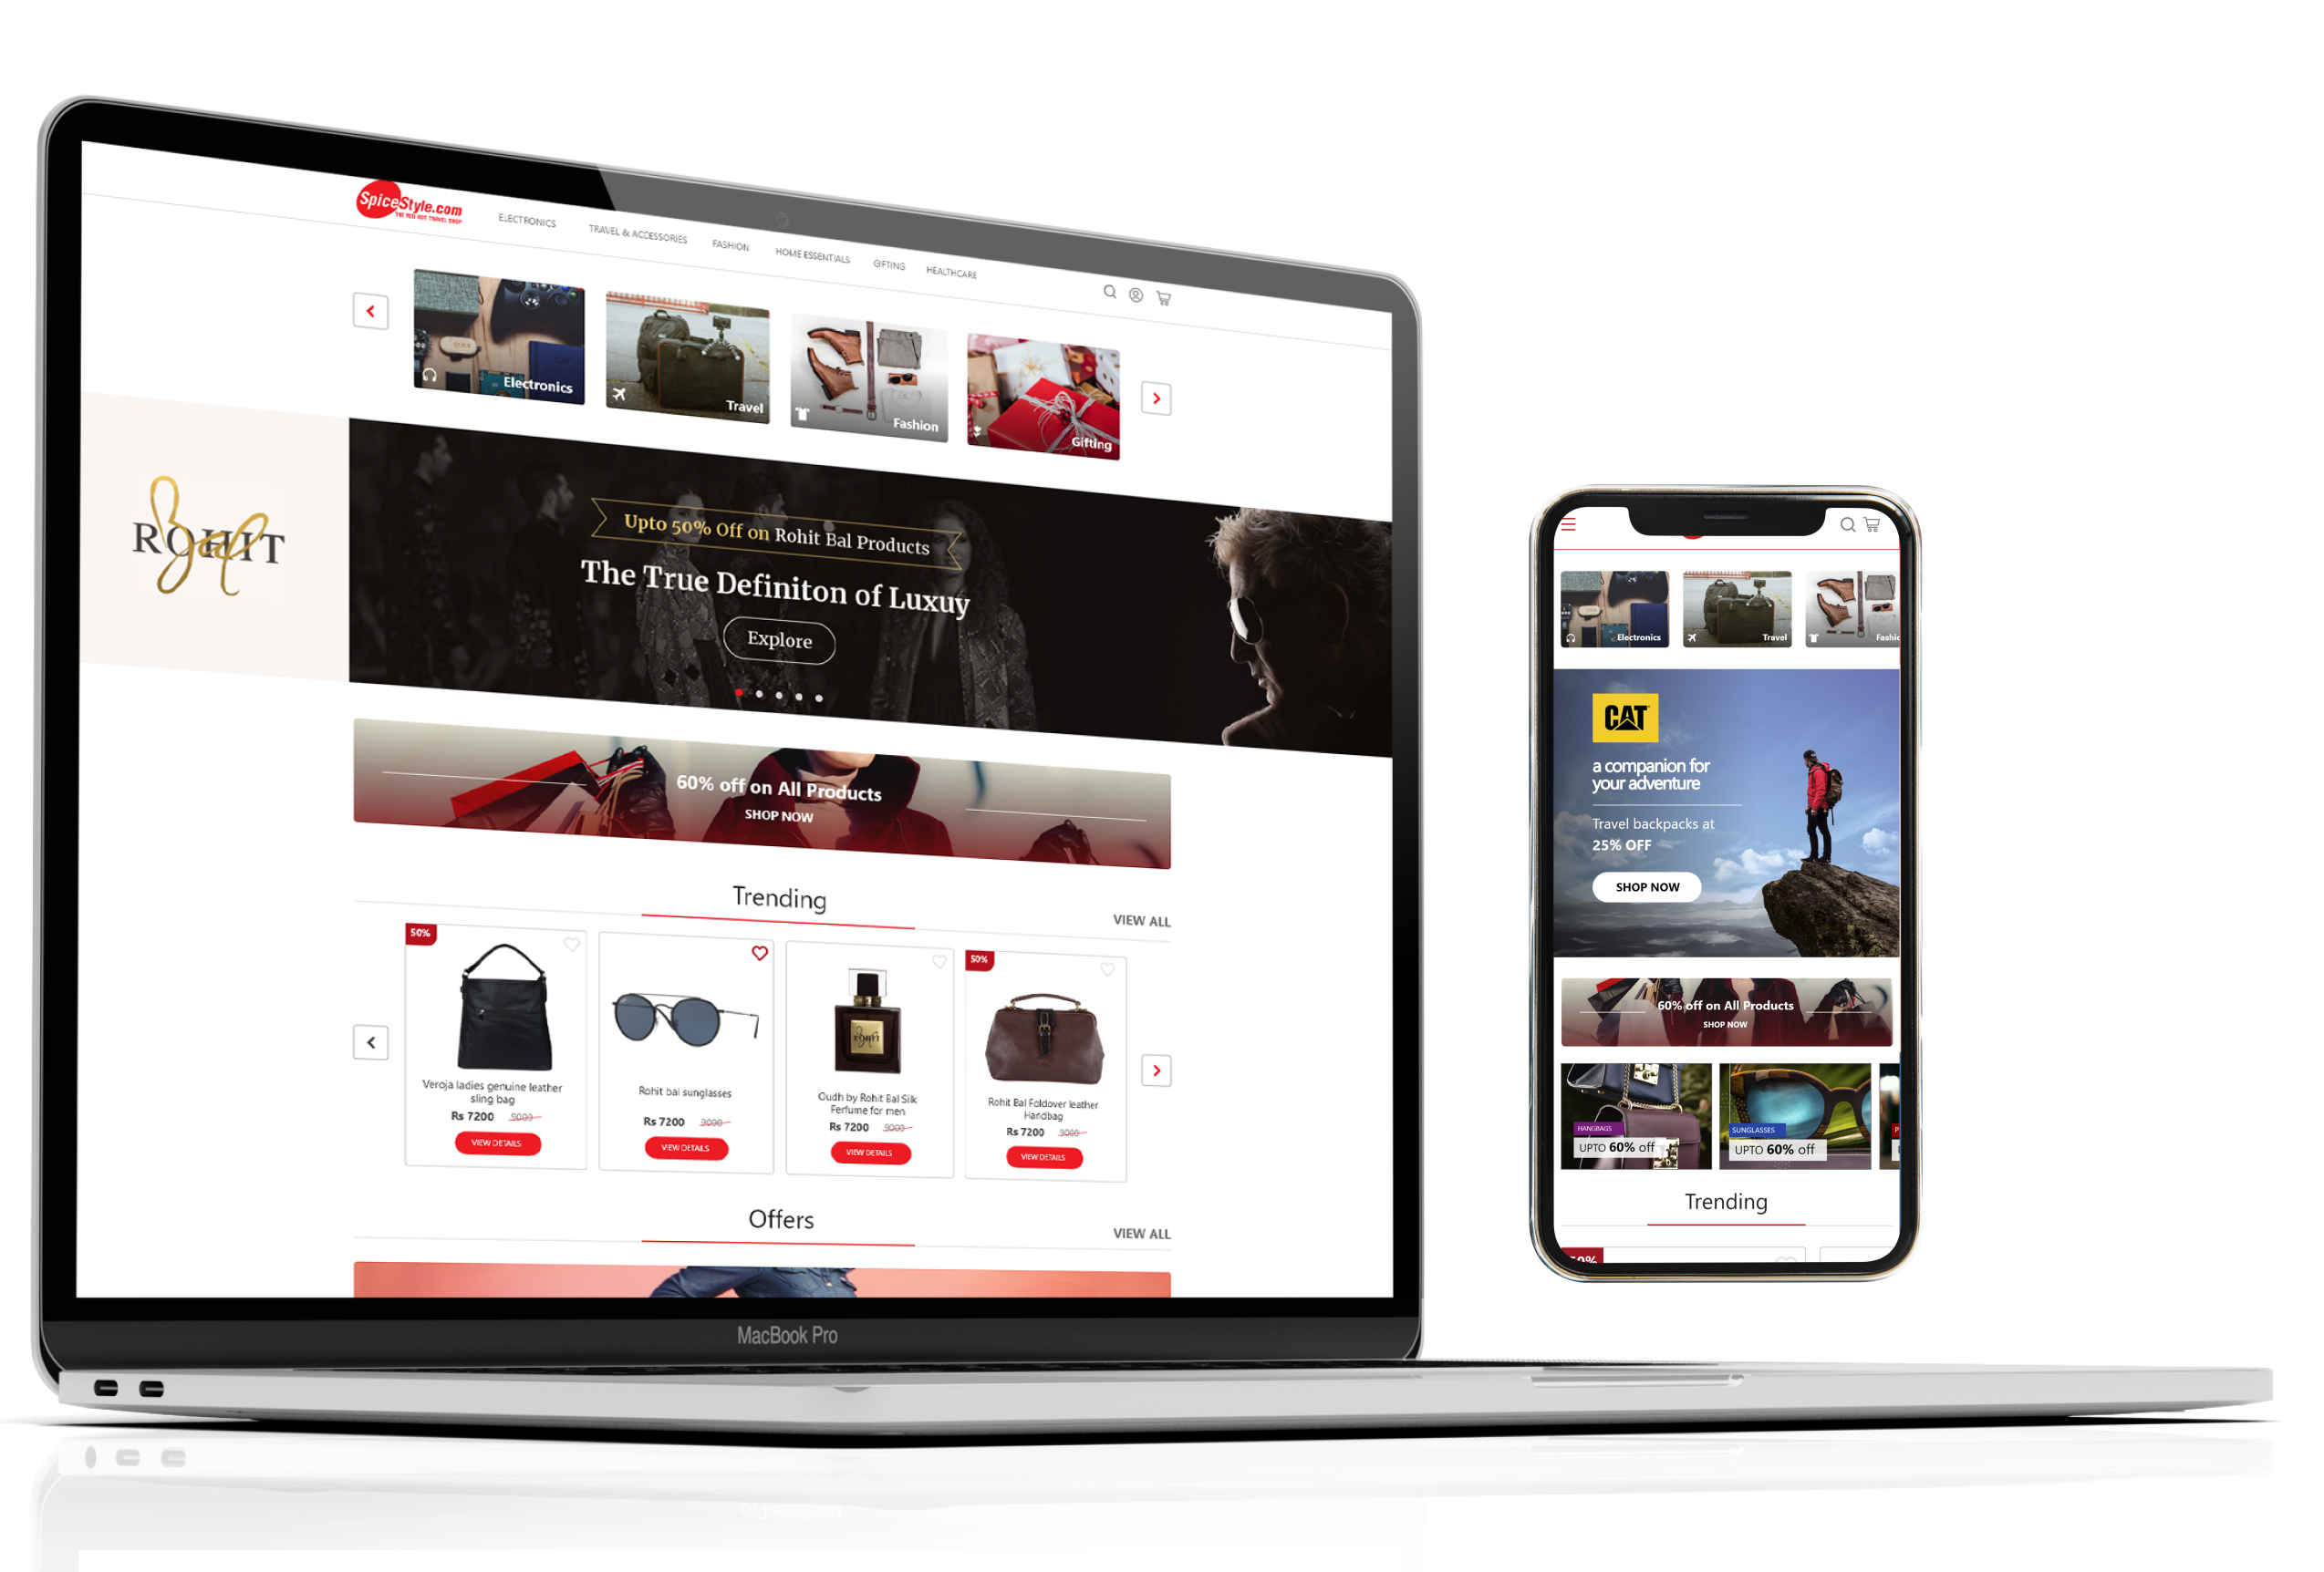 SpiceStyle.com
THE RED HOT TRAVEL SHOP
ELECTRONICS
TRAVEL & ACCESSORIES
FASHION
HOME ESSENTIALS
GIFTING
HEALTHCARE
Electronics
Travel
Fashion
Gifting
ROHIT
Bal
Upto 50% Off on Rohit Bal Products
The True Definiton of Luxuy
Explore
60% off on All Products
SHOP NOW
Trending
VIEW ALL
50%
Veroja ladies genuine leather
sling bag
Rs 7200 9000
VIEW DETAILS
Rohit bal sunglasses
Rs 7200 9000
VIEW DETAILS
Oudh by Rohit Bal Silk
Perfume for men
Rs 7200 9000
VIEW DETAILS
50%
Rohit Bal Foldover leather
Handbag
Rs 7200 9000
VIEW DETAILS
Offers
VIEW ALL
MacBook Pro
Electronics
Travel
Fashic
CAT
a companion for
your adventure
Travel backpacks at
25% OFF
SHOP NOW
60% off on All Products
SHOP NOW
HANGBAGS
UPTO 60% off
SUNGLASSES
UPTO 60% off
P
Trending
50%